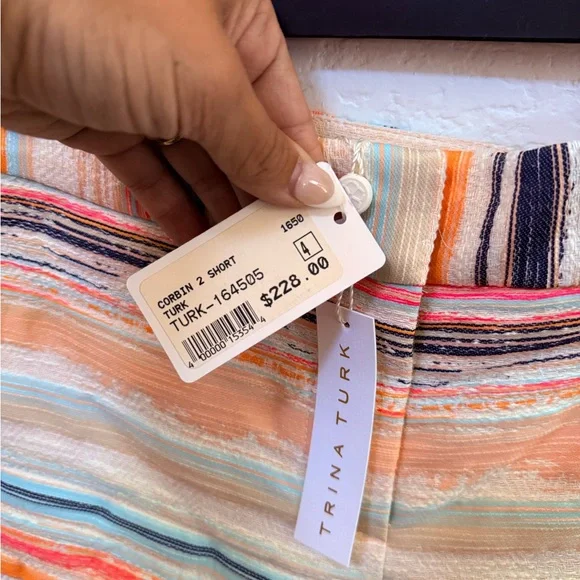 1650
CORBIN 2 SHORT
4
TURK
TURK-164505
$228.00
4 00000 15354 4
TRINA TURK